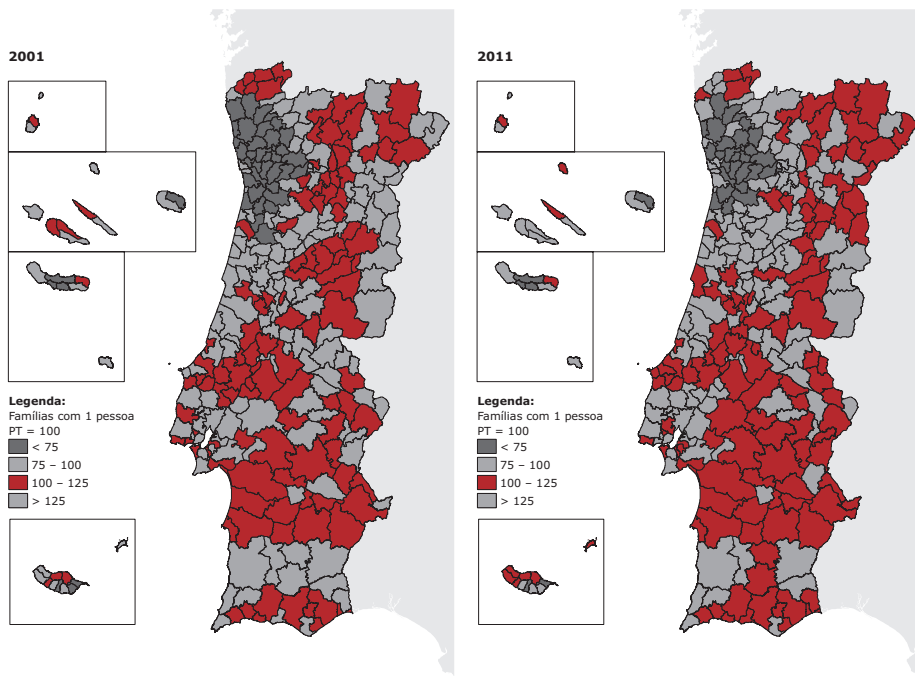 2001
Legenda:
Famílias com 1 pessoa
PT = 100
< 75
75 – 100
100 – 125
> 125
2011
Legenda:
Famílias com 1 pessoa
PT = 100
< 75
75 – 100
100 – 125
> 125